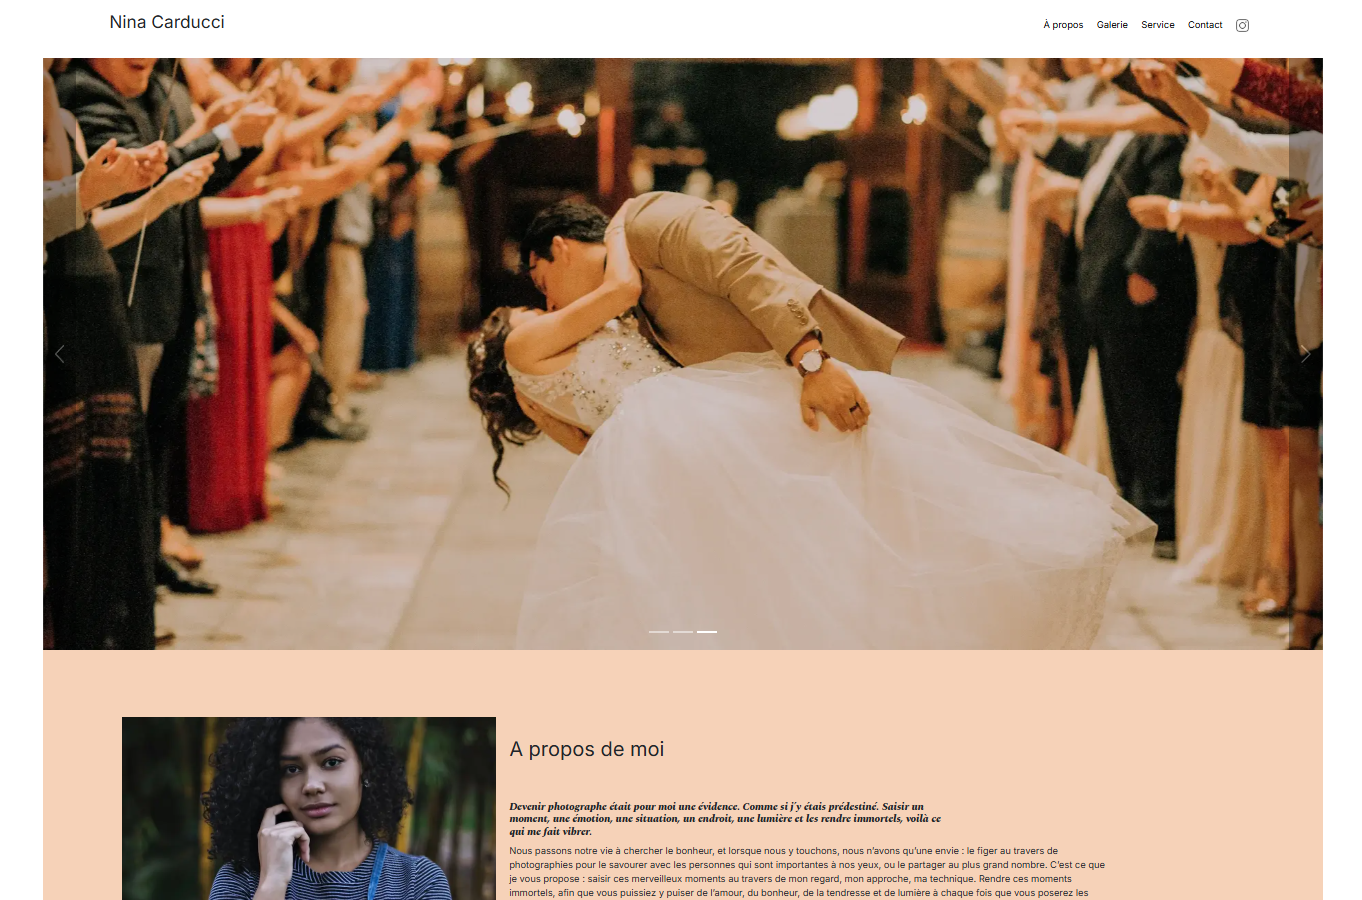 Nina Carducci
À propos Galerie Service Contact
A propos de moi
Devenir photographe était pour moi une évidence. Comme si j'y étais prédestiné. Saisir un
moment, une émotion, une situation, un endroit, une lumière et les rendre immortels, voilà ce
qui me fait vibrer.
Nous passons notre vie à chercher le bonheur, et lorsque nous y touchons, nous n'avons qu'une envie : le figer au travers de
photographies pour le savourer avec les personnes qui sont importantes à nos yeux, ou le partager au plus grand nombre. C'est ce que
je vous propose : saisir ces merveilleux moments au travers de mon regard, mon approche, ma technique. Rendre ces moments
immortels, afin que vous puissiez y puiser de l'amour, du bonheur, de la tendresse et de lumière à chaque fois que vous poserez les